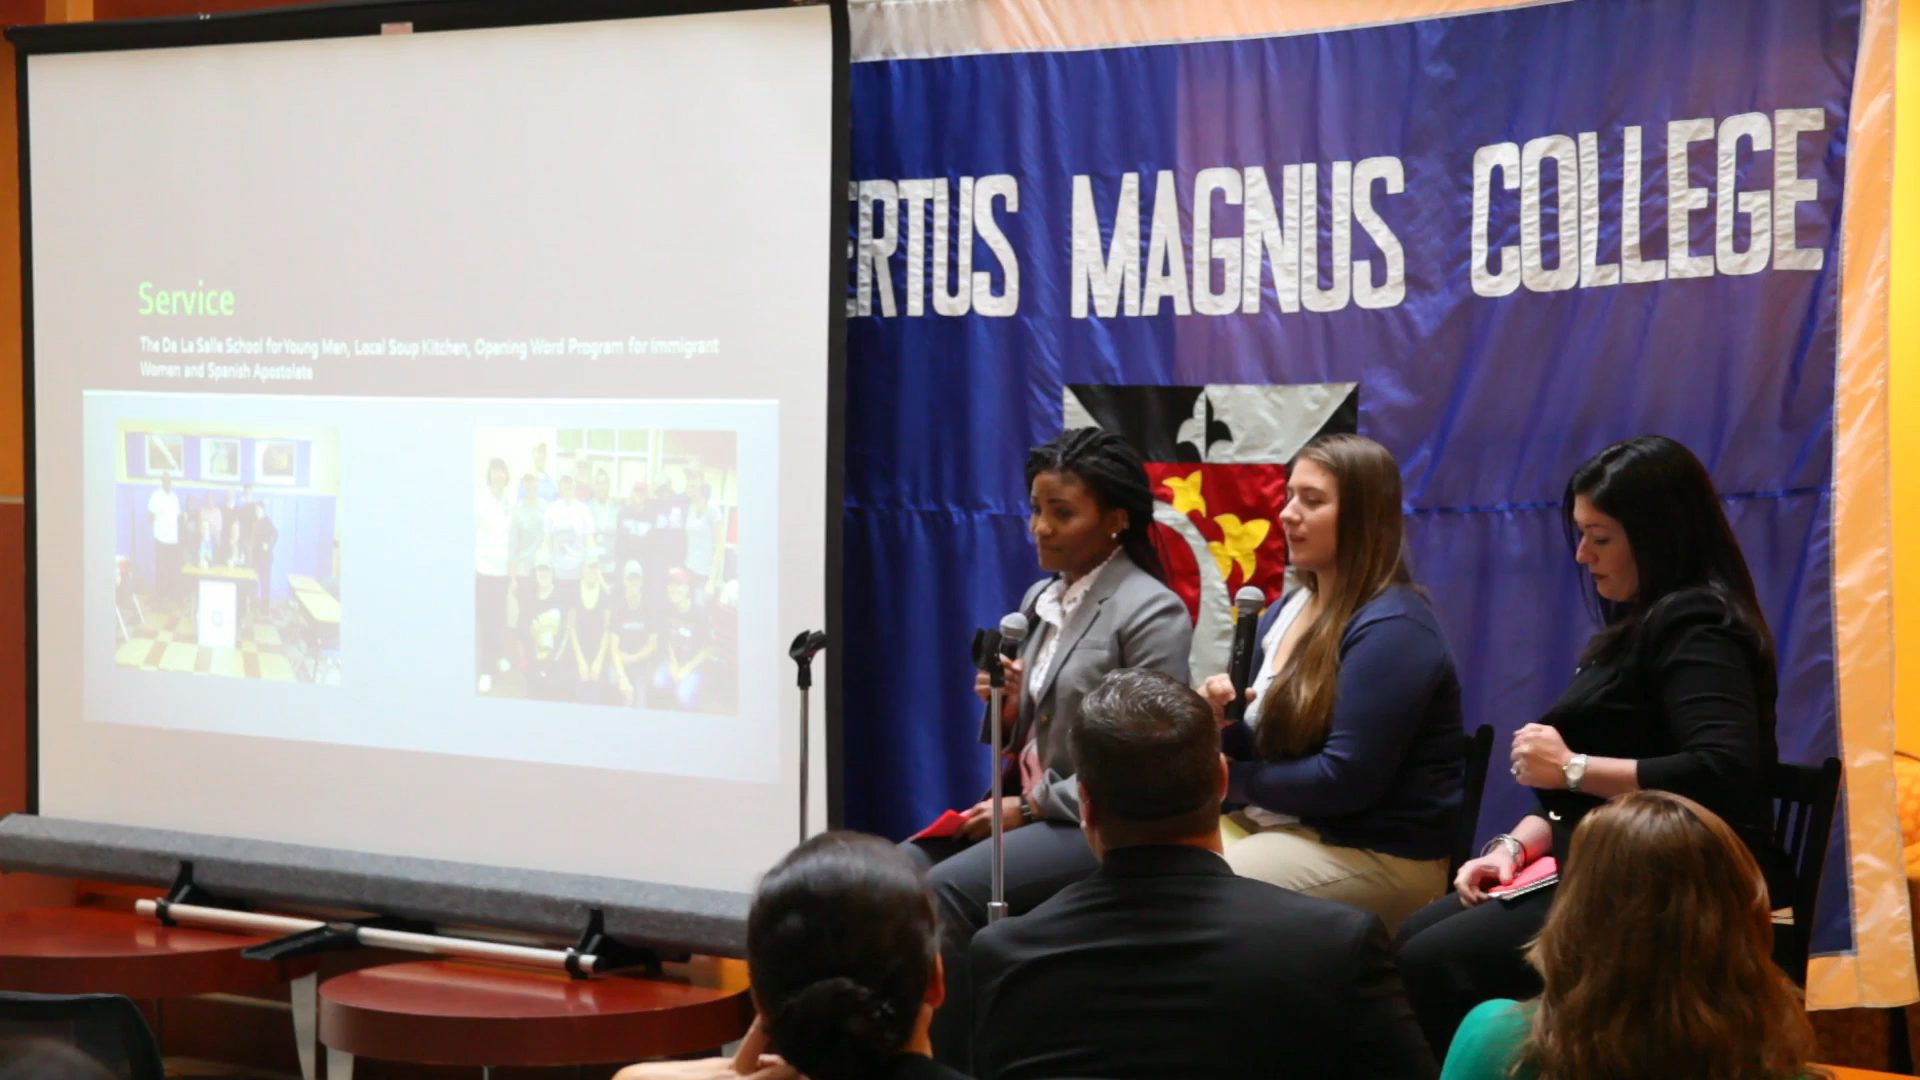 Service
The De La Salle School for Young Men, Local Soup Kitchen, Opening Word Program for Immigrant
Women and Spanish Apostolate
ERTUS MAGNUS COLLEGE